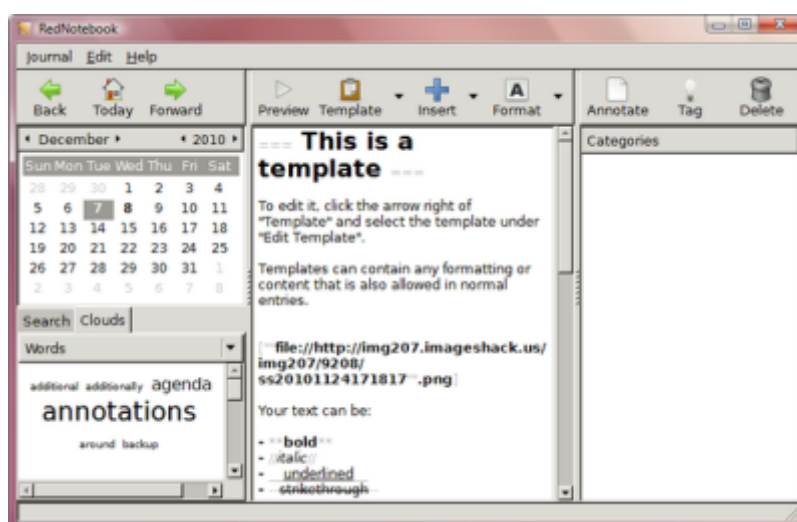 RedNotebook
Journal Edit Help
Back Today Forward
Preview Template Insert Format
Annotate Tag Delete
December 2010
Sun Mon Tue Wed Thu Fri Sat
28 29 30 1 2 3 4
5 6 7 8 9 10 11
12 13 14 15 16 17 18
19 20 21 22 23 24 25
26 27 28 29 30 31 1
2 3 4 5 6 7 8
Search Clouds
Words
additional additionally agenda
annotations
around backup
=== This is a
template ===
To edit it, click the arrow right of
"Template" and select the template under
"Edit Template".
Templates can contain any formatting or
content that is also allowed in normal
entries.
[""file://http://img207.imageshack.us/
img207/9208/
ss20101124171817"".png]
Your text can be:
- **bold**
- //italic//
- __underlined__
- --strikethrough--
Categories